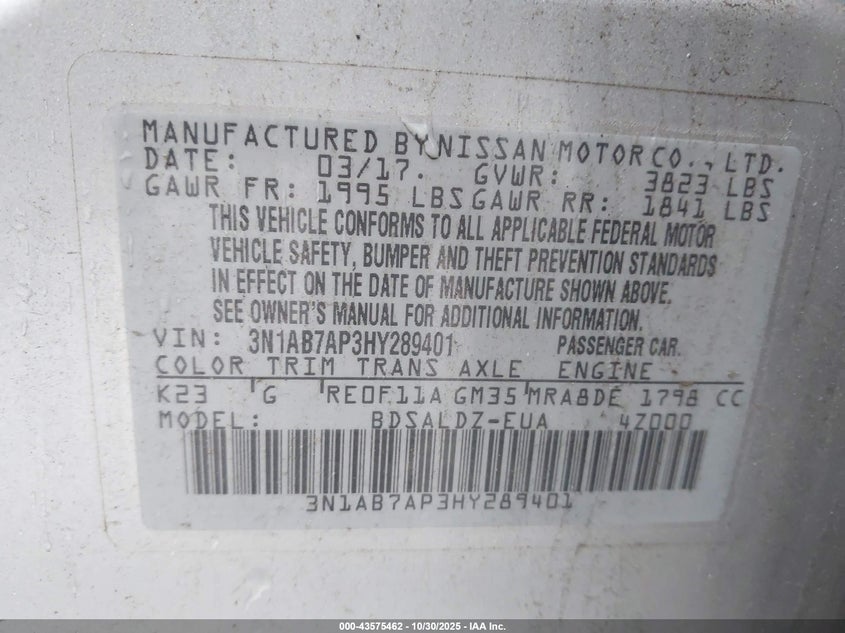 MANUFACTURED BY NISSAN MOTOR CO., LTD.
DATE: 03/17. GVWR: 3823 LBS
GAWR FR: 1995 LBS GAWR RR: 1841 LBS
THIS VEHICLE CONFORMS TO ALL APPLICABLE FEDERAL MOTOR
VEHICLE SAFETY, BUMPER AND THEFT PREVENTION STANDARDS
IN EFFECT ON THE DATE OF MANUFACTURE SHOWN ABOVE.
SEE OWNER'S MANUAL FOR ADDITIONAL INFORMATION.
VIN: 3N1AB7AP3HY289401 PASSENGER CAR.
COLOR TRIM TRANS AXLE ENGINE
K23 G RE0F11A GM35 MRA8DE 1798 CC
MODEL: BDSALDZ-EUA 4Z000
3N1AB7AP3HY289401
000-43575462 - 10/30/2025 - IAA Inc.